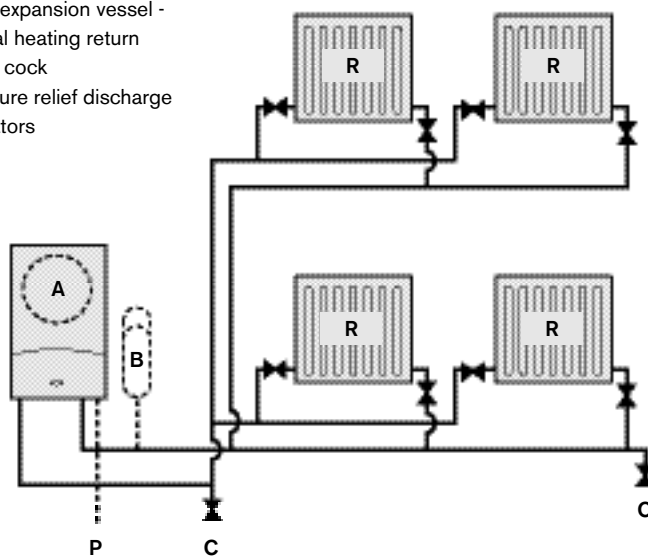 expansion vessel -
al heating return
cock
ure relief discharge
tors
R
R
A
B
R
R
P
C